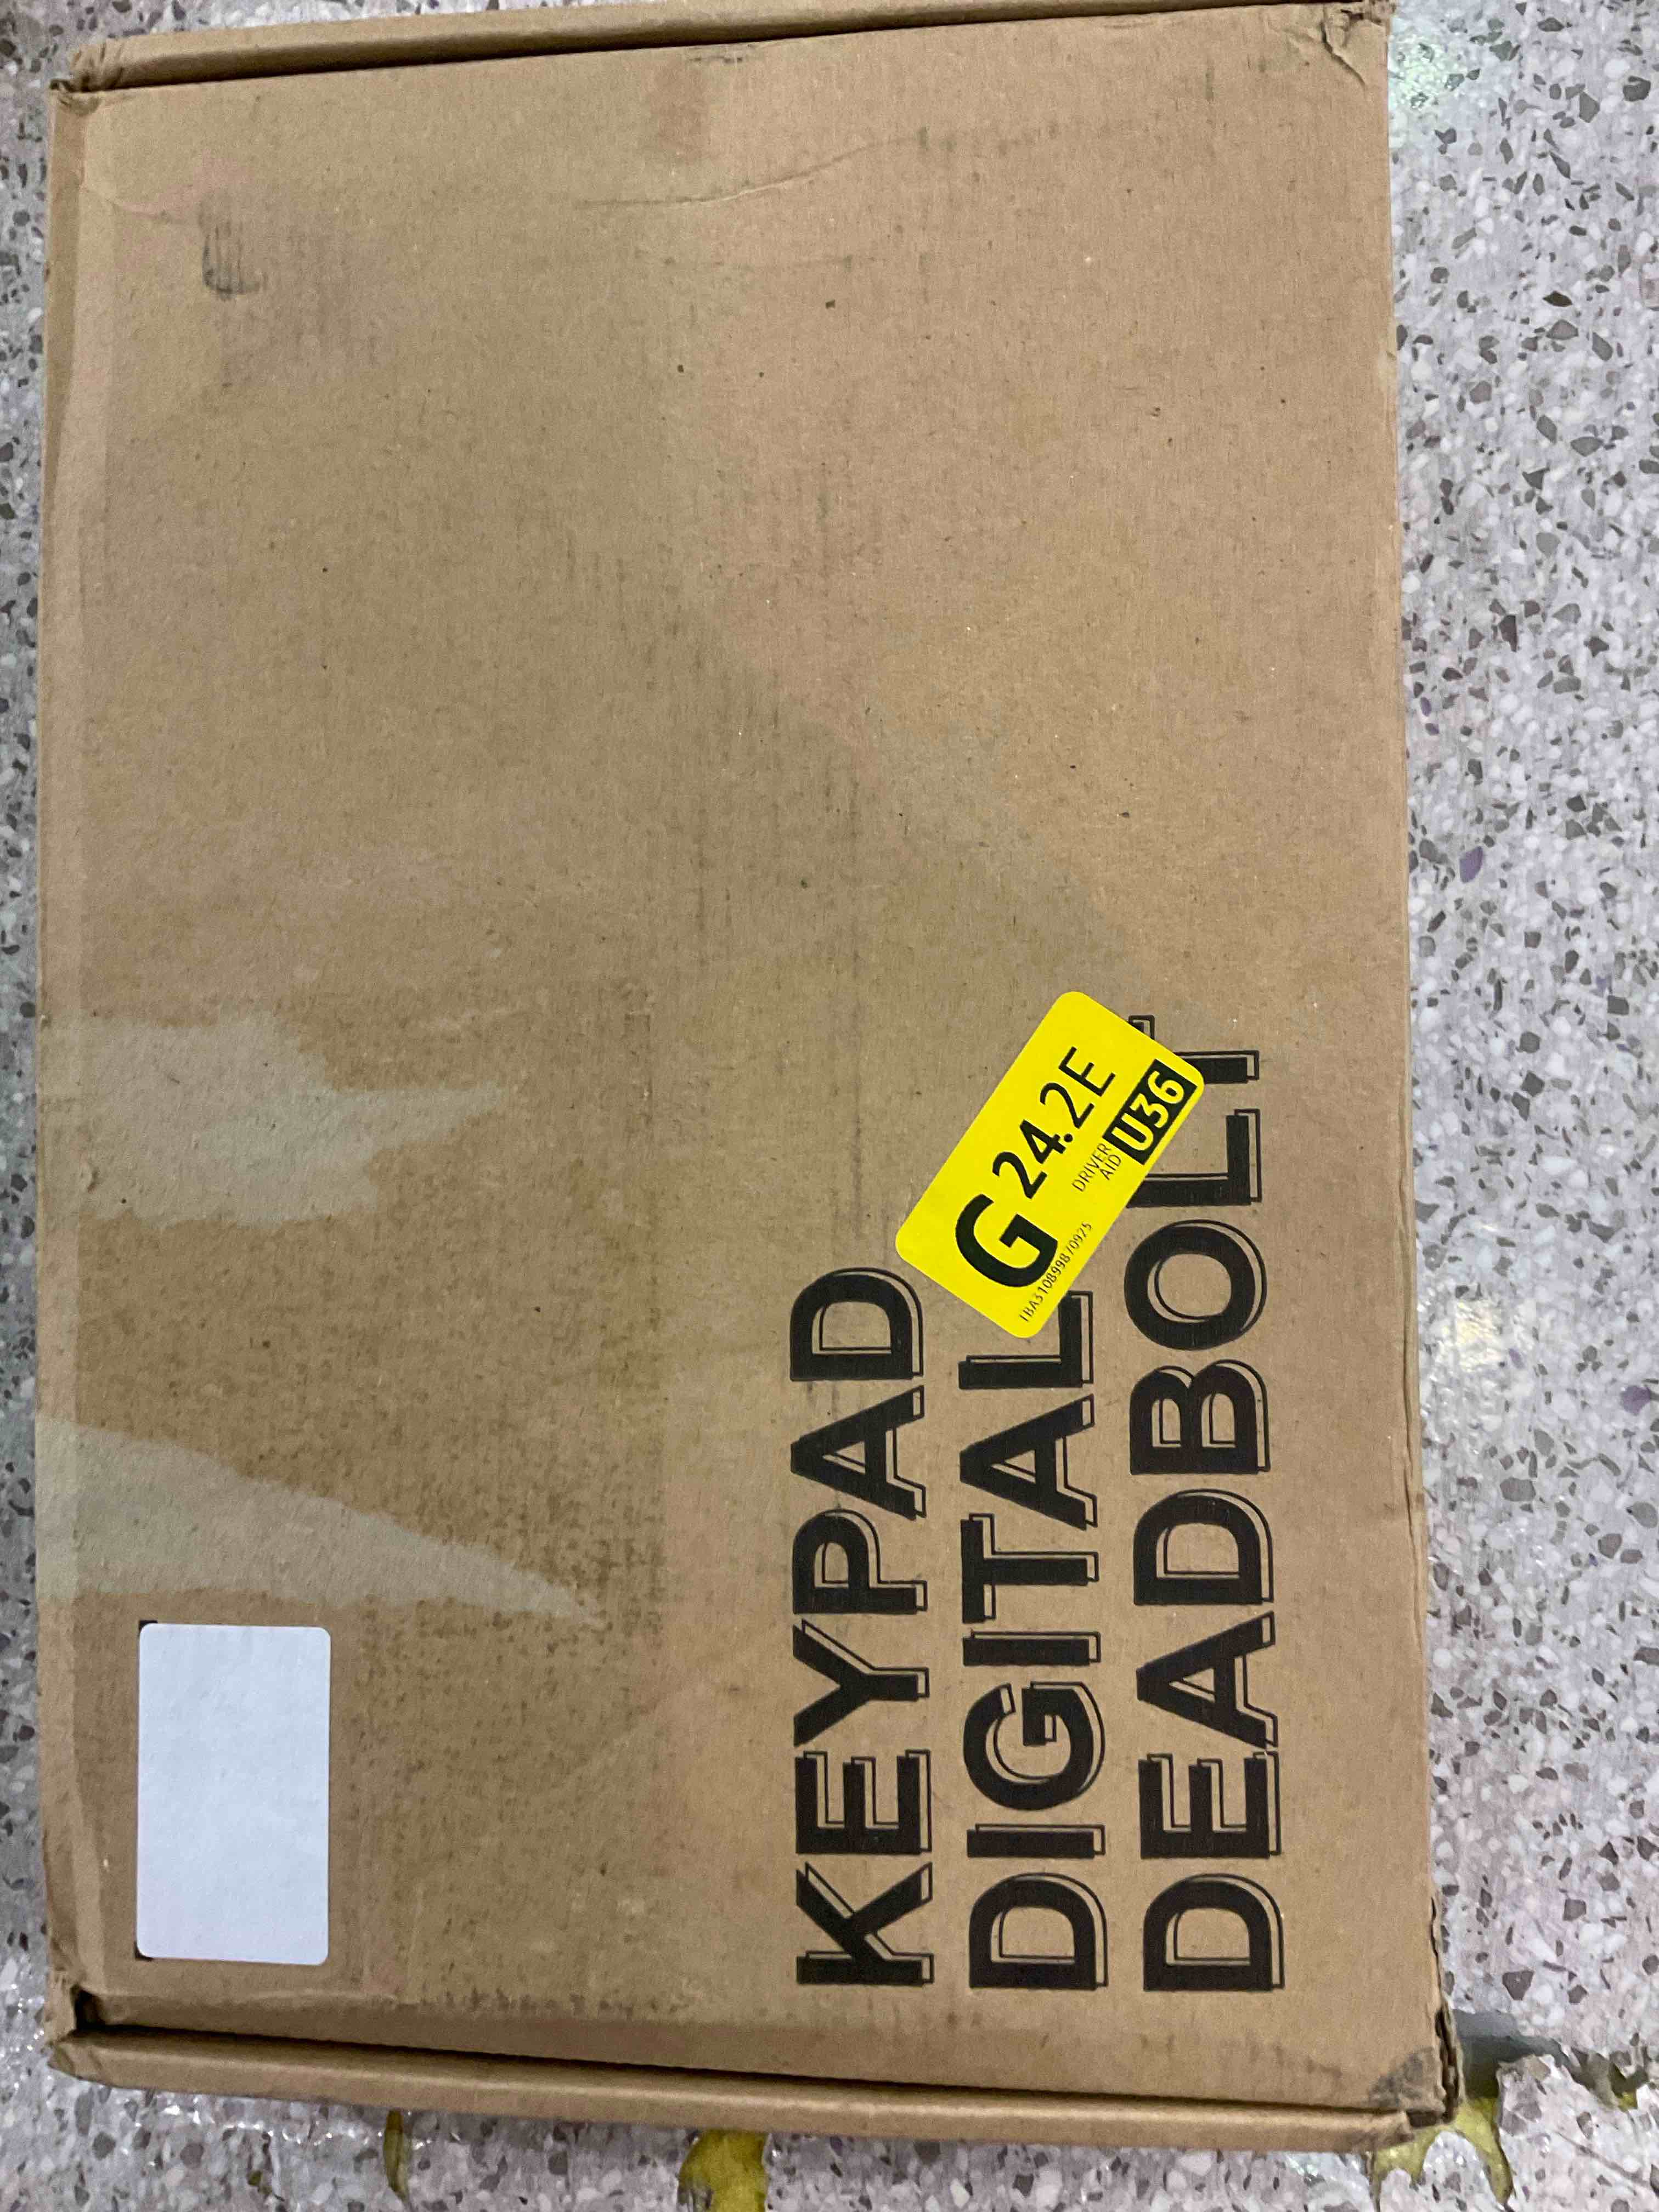 KEYPAD
DIGITAL
DEADBOLT
G 24.2E
DRIVER
AID
U36